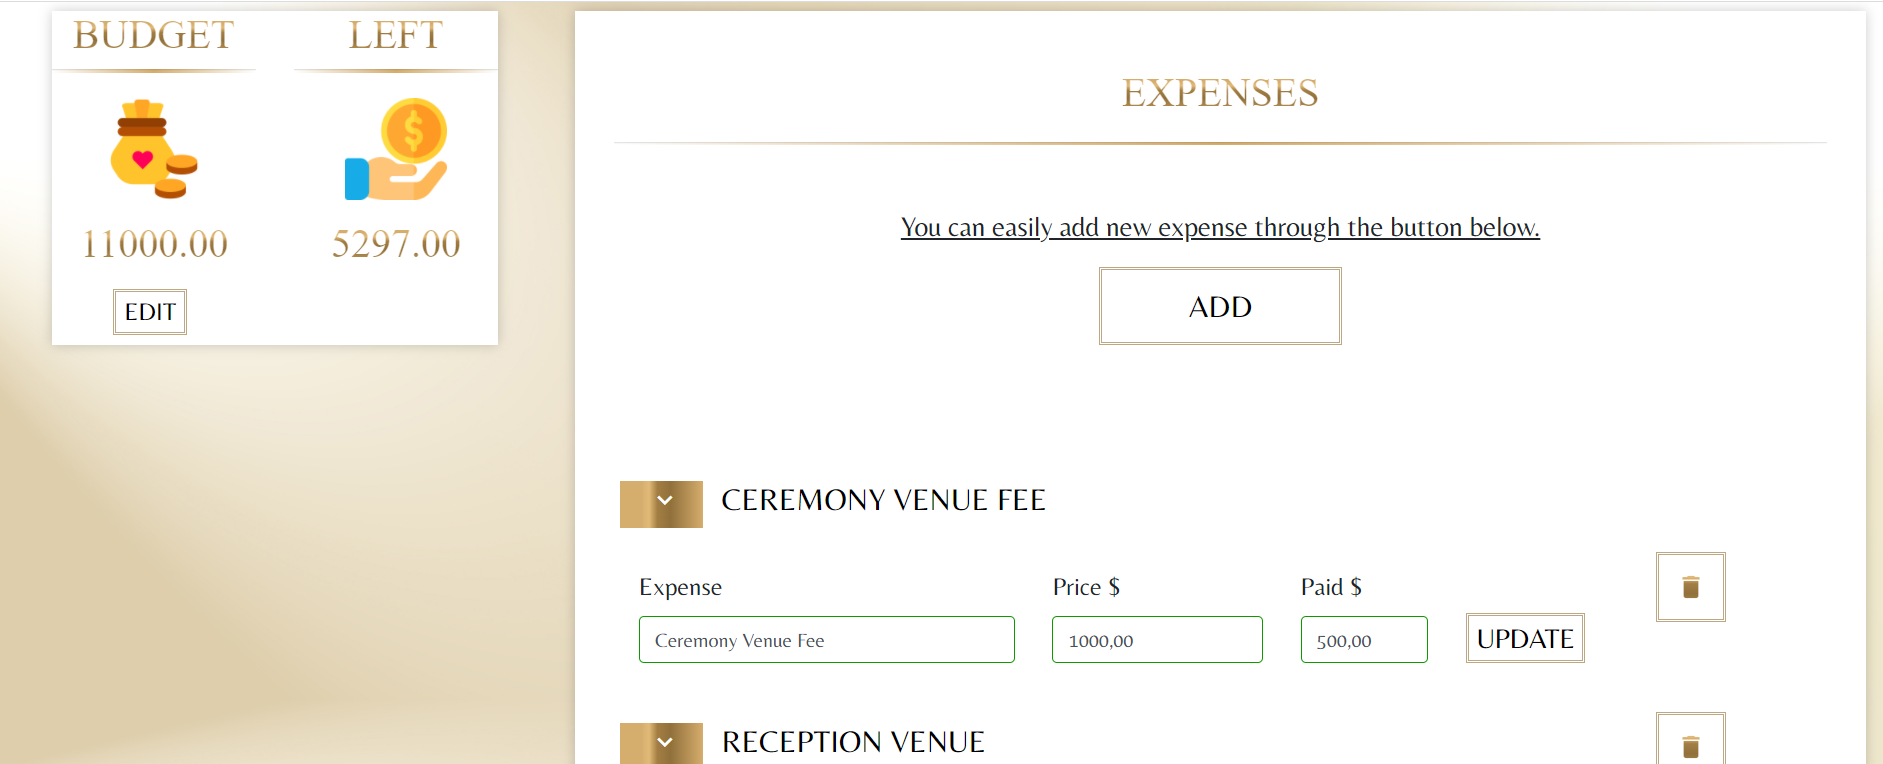 BUDGET
LEFT
11000.00
5297.00
EDIT
EXPENSES
You can easily add new expense through the button below.
ADD
CEREMONY VENUE FEE
Expense
Price $
Paid $
Ceremony Venue Fee
1000,00
500,00
UPDATE
RECEPTION VENUE